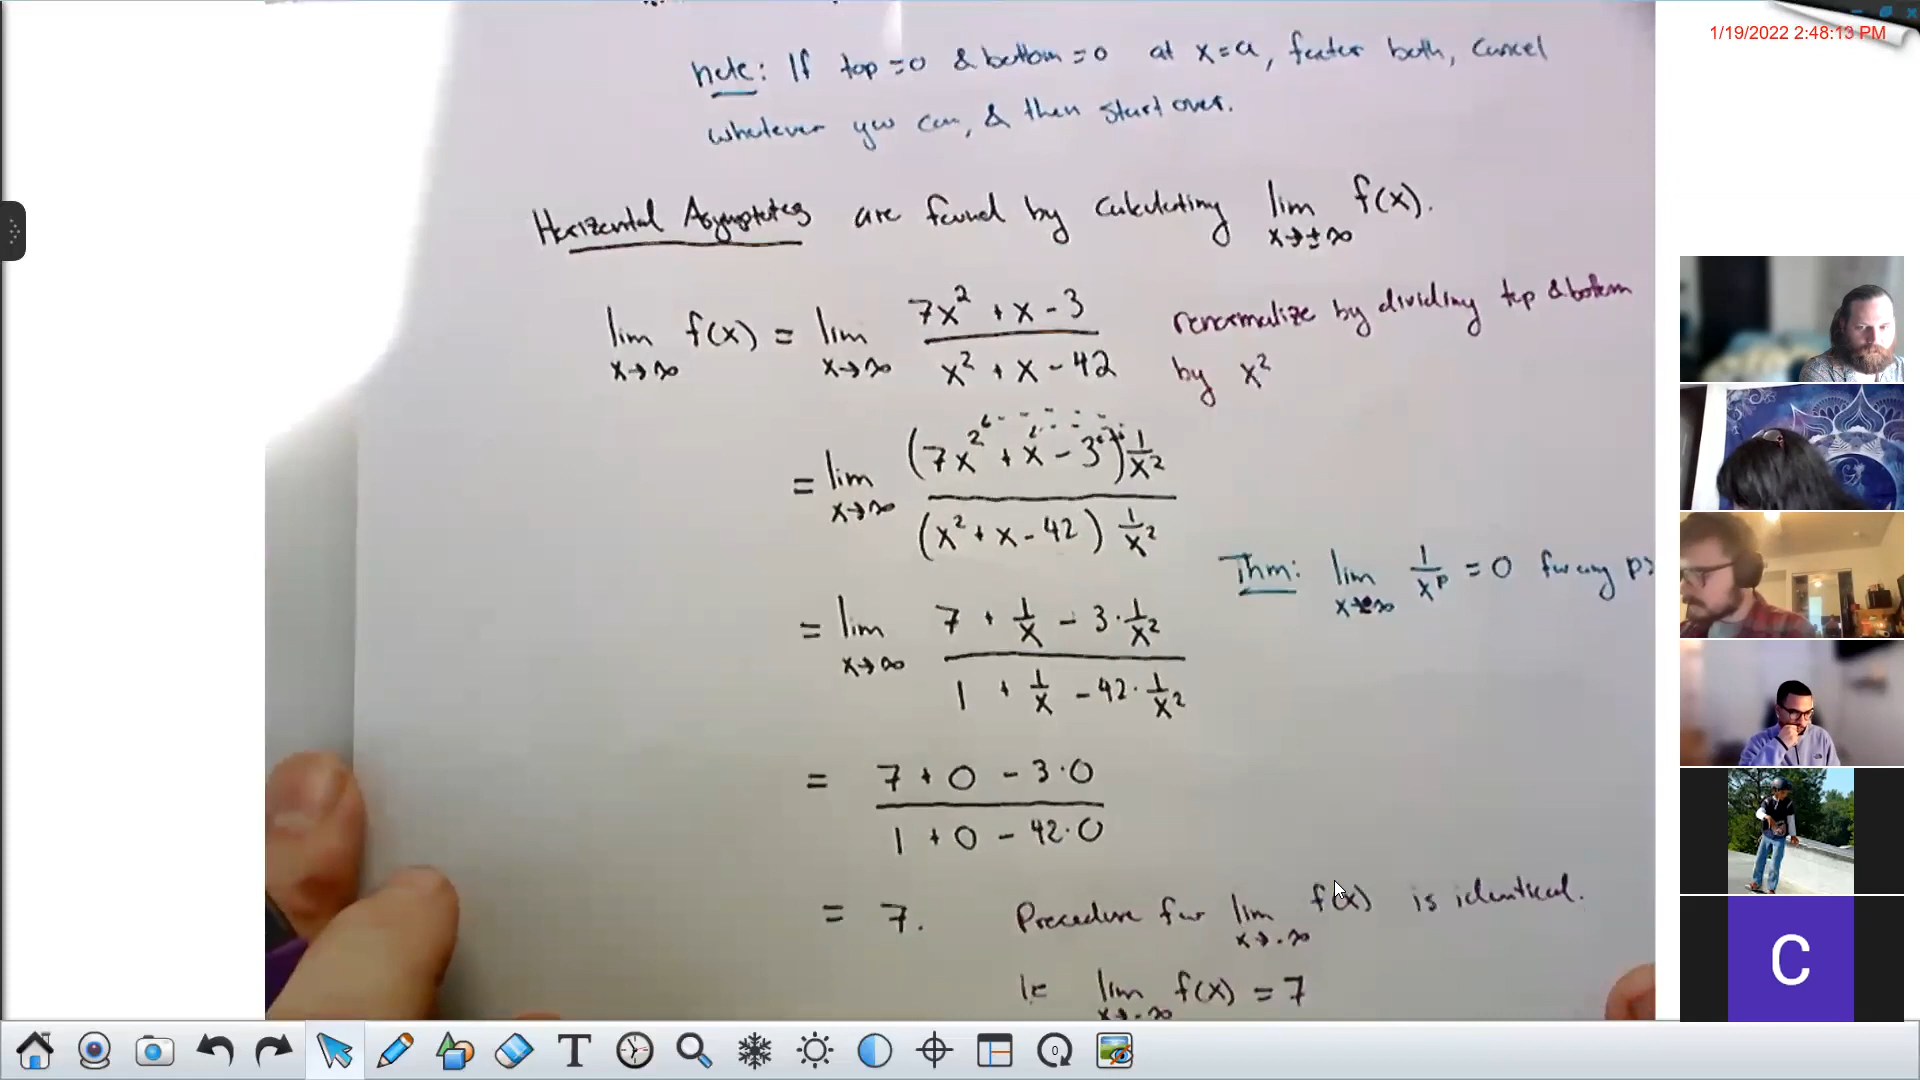 1/19/2022 2:48:13 PM
Note: If top = 0 & bottom = 0 at x = a, factor both, cancel
whatever you can, & then start over.
Horizontal Asymptotes are found by calculating lim x→±∞ f(x).
lim x→∞ f(x) = lim x→∞ (7x² + x - 3)/(x² + x - 42) renormalize by dividing top & bottom
by x²
= lim x→∞ ((7x² + x - 3) 1/x²)/((x² + x - 42) 1/x²)
Thm: lim x→∞ 1/x^p = 0 for any p>
= lim x→∞ (7 + 1/x - 3·1/x²)/(1 + 1/x - 42·1/x²)
= (7 + 0 - 3·0)/(1 + 0 - 42·0)
= 7. Procedure for lim x→-∞ f(x) is identical.
ie lim x→-∞ f(x) = 7
C
T
0